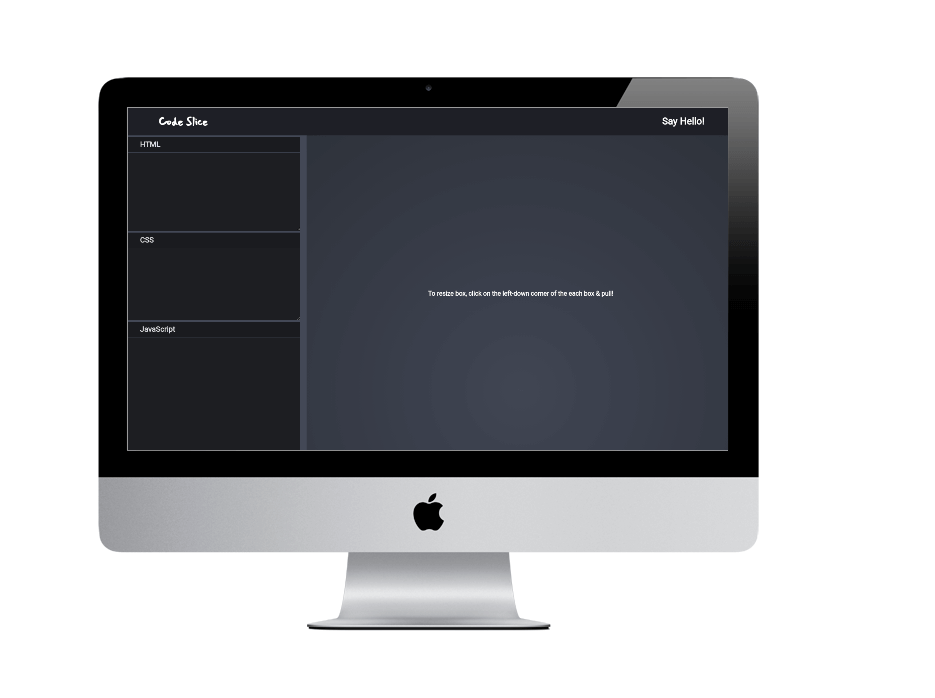 Code Slice
Say Hello!
HTML
CSS
JavaScript
To resize box, click on the left-down corner of the each box & pull!